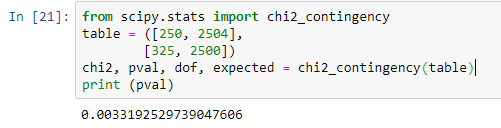 In [21]: from scipy.stats import chi2_contingency
table = ([250, 2504],
[325, 2500])
chi2, pval, dof, expected = chi2_contingency(table)
print (pval)
0.0033192529739047606